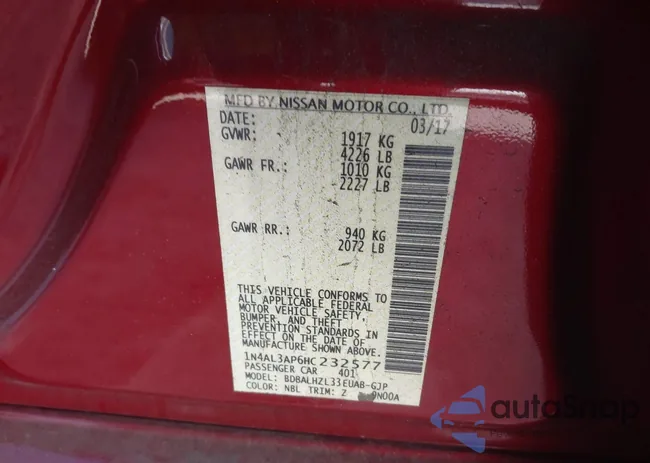 MFD BY NISSAN MOTOR CO., LTD.
DATE: 03/17
GVWR: 1917 KG
4226 LB
GAWR FR.: 1010 KG
2227 LB
GAWR RR.: 940 KG
2072 LB
THIS VEHICLE CONFORMS TO
ALL APPLICABLE FEDERAL
MOTOR VEHICLE SAFETY,
BUMPER, AND THEFT
PREVENTION STANDARDS IN
EFFECT ON THE DATE OF
MANUFACTURE SHOWN ABOVE.
1N4AL3AP6HC232577
PASSENGER CAR 401
MODEL: BDBALHZL33EUAB-GJP
COLOR: NBL TRIM: Z 9N00A
autoSnap